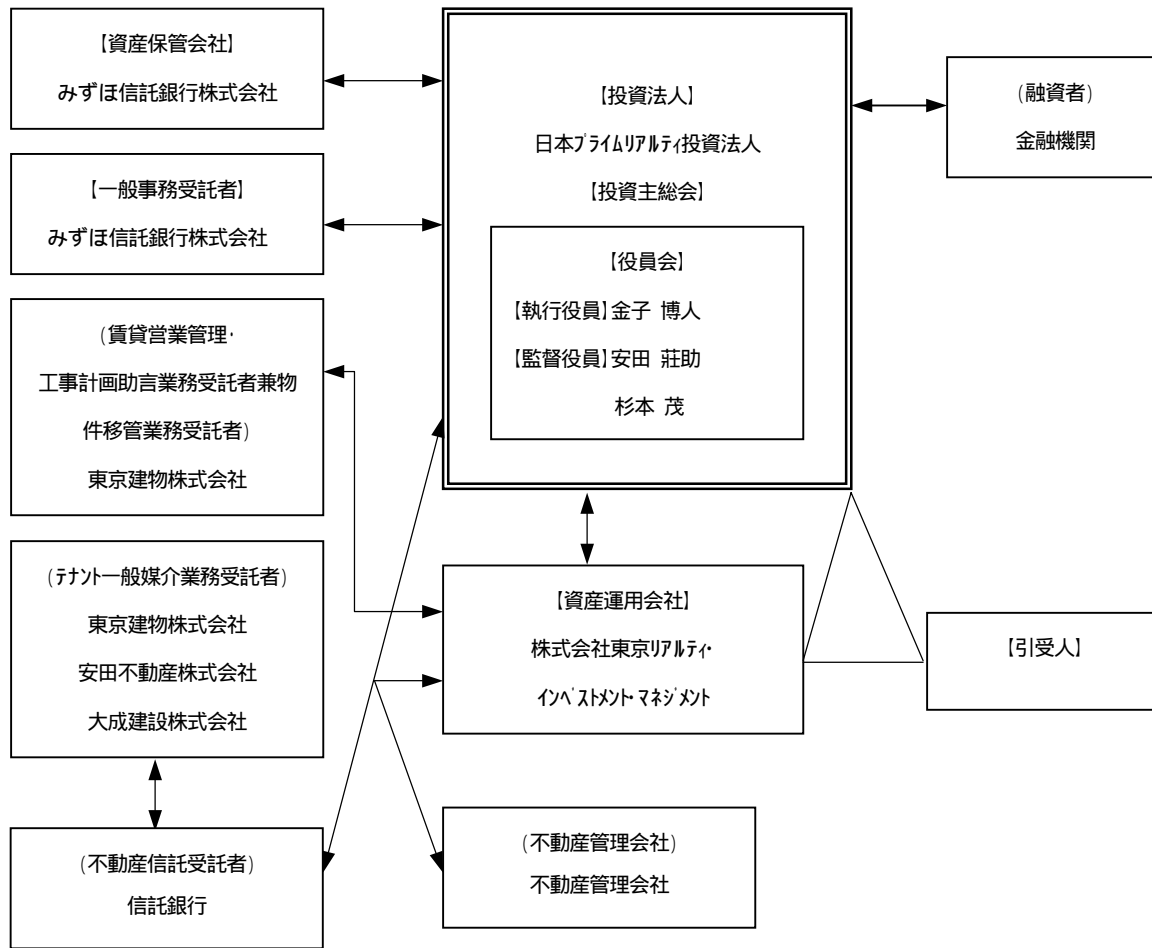 【資産保管会社】
みずほ信託銀行株式会社
【一般事務受託者】
みずほ信託銀行株式会社
(賃貸営業管理･
工事計画助言業務受託者兼物
件移管業務受託者)
東京建物株式会社
(ﾃﾅﾝﾄ一般媒介業務受託者)
東京建物株式会社
安田不動産株式会社
大成建設株式会社
(不動産信託受託者)
信託銀行
【投資法人】
日本ﾌﾟﾗｲﾑﾘｱﾙﾃｨ投資法人
【投資主総会】
【役員会】
【執行役員】金子 博人
【監督役員】安田 莊助
杉本 茂
【資産運用会社】
株式会社東京ﾘｱﾙﾃｨ･
ｲﾝﾍﾞｽﾄﾒﾝﾄ･ﾏﾈｼﾞﾒﾝﾄ
(不動産管理会社)
不動産管理会社
(融資者)
金融機関
【引受人】